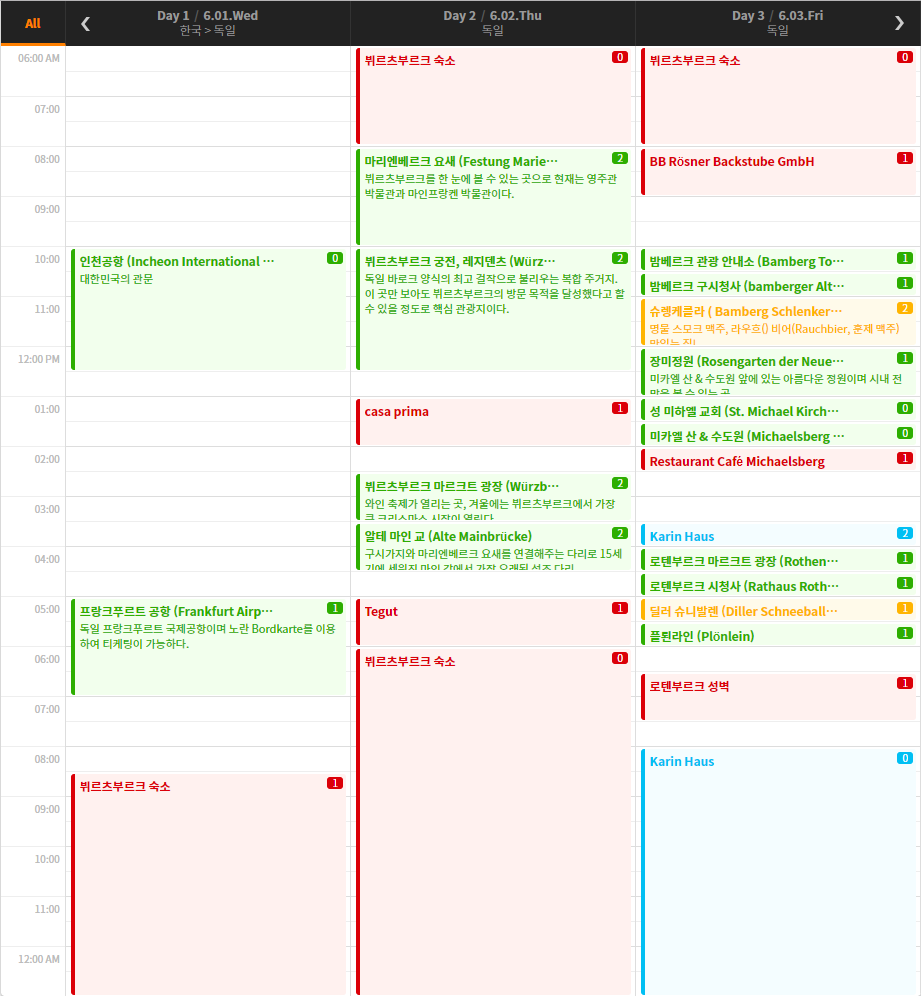 All
Day 1 / 6.01.Wed
한국 > 독일
Day 2 / 6.02.Thu
독일
Day 3 / 6.03.Fri
독일
06:00 AM
07:00
08:00
09:00
10:00
11:00
12:00 PM
01:00
02:00
03:00
04:00
05:00
06:00
07:00
08:00
09:00
10:00
11:00
12:00 AM
인천공항 (Incheon International ⋯
0
대한민국의 관문
프랑크푸르트 공항 (Frankfurt Airp⋯
1
독일 프랑크푸르트 국제공항이며 노란 Bordkarte를 이용
하여 티케팅이 가능하다.
뷔르츠부르크 숙소
1
뷔르츠부르크 숙소
0
마리엔베르크 요새 (Festung Marie⋯
2
뷔르츠부르크를 한 눈에 볼 수 있는 곳으로 현재는 영주관
박물관과 마인프랑켄 박물관이다.
뷔르츠부르크 궁전, 레지덴츠 (Würz⋯
2
독일 바로크 양식의 최고 걸작으로 불리우는 복합 주거지.
이 곳만 보아도 뷔르츠부르크의 방문 목적을 달성했다고 할
수 있을 정도로 핵심 관광지이다.
casa prima
1
뷔르츠부르크 마르크트 광장 (Würzb⋯
2
와인 축제가 열리는 곳, 겨울에는 뷔르츠부르크에서 가장
큰 크리스마스 시장이 열린다
알테 마인 교 (Alte Mainbrücke)
2
구시가지와 마리엔베르크 요새를 연결해주는 다리로 15세
기에 세워진 마인 강에서 가장 오래된 석조 다리
Tegut
1
뷔르츠부르크 숙소
0
뷔르츠부르크 숙소
0
BB Rösner Backstube GmbH
1
밤베르크 관광 안내소 (Bamberg To⋯
1
밤베르크 구시청사 (bamberger Alt⋯
1
슈렝케를라 ( Bamberg Schlenker⋯
2
명물 스모크 맥주, 라우흐() 비어(Rauchbier, 훈제 맥주)
맛있는 집!
장미정원 (Rosengarten der Neue⋯
1
미카엘 산 & 수도원 앞에 있는 아름다운 정원이며 시내 전
망을 볼 수 있는 곳
성 미하엘 교회 (St. Michael Kirch⋯
0
미카엘 산 & 수도원 (Michaelsberg ⋯
0
Restaurant Café Michaelsberg
1
Karin Haus
2
로텐부르크 마르크트 광장 (Rothen⋯
1
로텐부르크 시청사 (Rathaus Roth⋯
1
딜러 슈니발렌 (Diller Schneeball⋯
1
플뢴라인 (Plönlein)
1
로텐부르크 성벽
1
Karin Haus
0